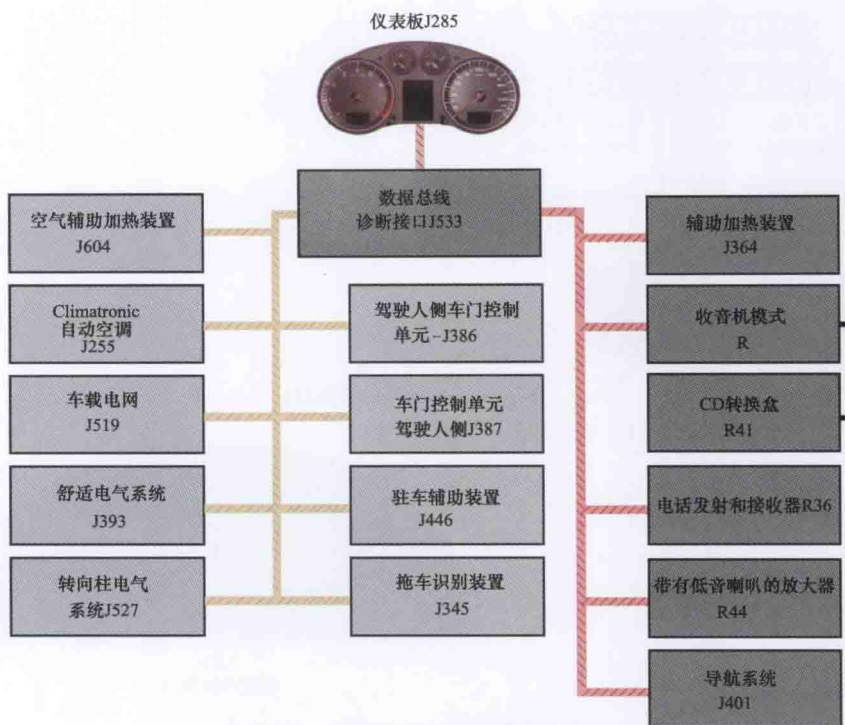 仪表板J285
数据总线
诊断接口J533
空气辅助加热装置
J604
Climatronic
自动空调
J255
车载电网
J519
舒适电气系统
J393
转向柱电气
系统J527
驾驶人侧车门控制
单元-J386
车门控制单元
驾驶人侧J387
驻车辅助装置
J446
拖车识别装置
J345
辅助加热装置
J364
收音机模式
R
CD转换盒
R41
电话发射和接收器R36
带有低音喇叭的放大器
R44
导航系统
J401